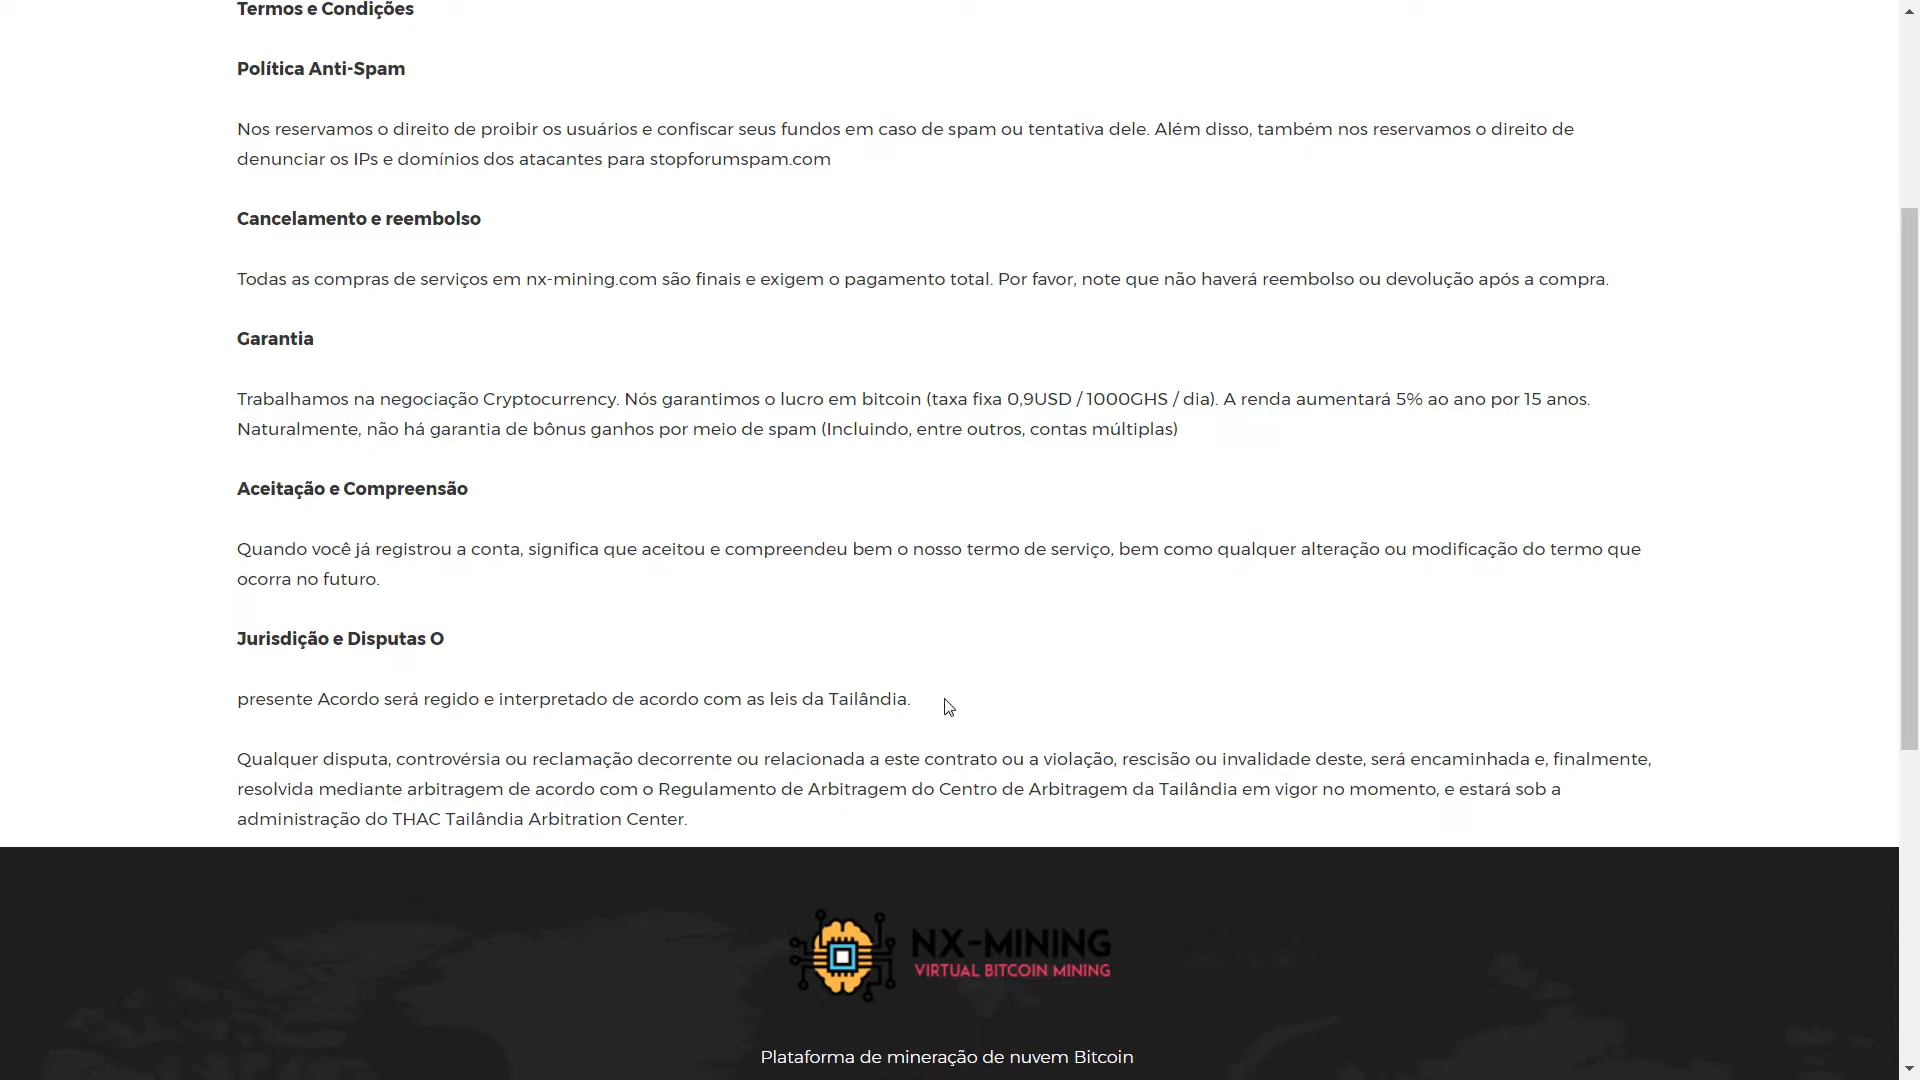 Termos e Condições
Política Anti-Spam
Nos reservamos o direito de proibir os usuários e confiscar seus fundos em caso de spam ou tentativa dele. Além disso, também nos reservamos o direito de
denunciar os IPs e domínios dos atacantes para stopforumspam.com
Cancelamento e reembolso
Todas as compras de serviços em nx-mining.com são finais e exigem o pagamento total. Por favor, note que não haverá reembolso ou devolução após a compra.
Garantia
Trabalhamos na negociação Cryptocurrency. Nós garantimos o lucro em bitcoin (taxa fixa 0,9USD / 1000GHS / dia). A renda aumentará 5% ao ano por 15 anos.
Naturalmente, não há garantia de bônus ganhos por meio de spam (Incluindo, entre outros, contas múltiplas)
Aceitação e Compreensão
Quando você já registrou a conta, significa que aceitou e compreendeu bem o nosso termo de serviço, bem como qualquer alteração ou modificação do termo que
ocorra no futuro.
Jurisdição e Disputas O
presente Acordo será regido e interpretado de acordo com as leis da Tailândia.
Qualquer disputa, controvérsia ou reclamação decorrente ou relacionada a este contrato ou a violação, rescisão ou invalidade deste, será encaminhada e, finalmente,
resolvida mediante arbitragem de acordo com o Regulamento de Arbitragem do Centro de Arbitragem da Tailândia em vigor no momento, e estará sob a
administração do THAC Tailândia Arbitration Center.
NX-MINING
VIRTUAL BITCOIN MINING
Plataforma de mineração de nuvem Bitcoin